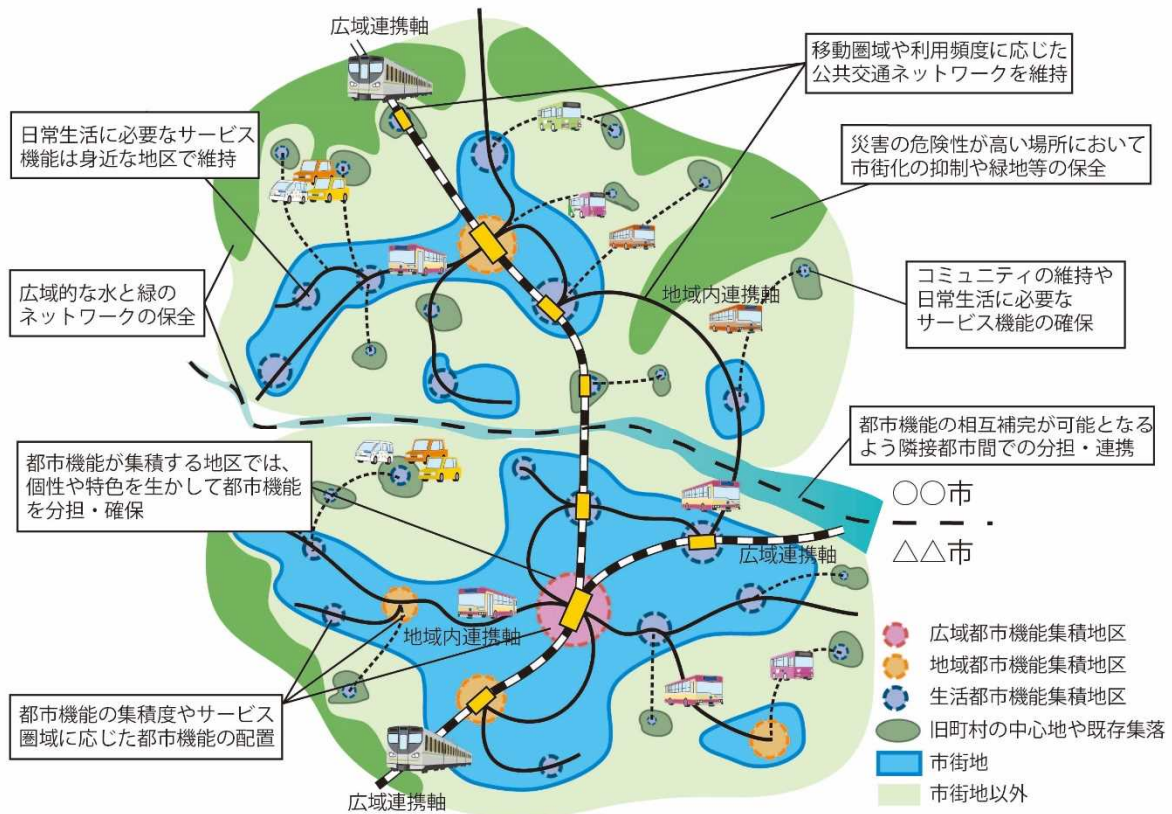 広域連携軸
移動圏域や利用頻度に応じた
公共交通ネットワークを維持
日常生活に必要なサービス
機能は身近な地区で維持
災害の危険性が高い場所において
市街化の抑制や緑地等の保全
広域的な水と緑の
ネットワークの保全
地域内連携軸
コミュニティの維持や
日常生活に必要な
サービス機能の確保
都市機能の相互補完が可能となる
よう隣接都市間での分担・連携
都市機能が集積する地区では、
個性や特色を生かして都市機能
を分担・確保
○○市
△△市
広域連携軸
地域内連携軸
都市機能の集積度やサービス
圏域に応じた都市機能の配置
広域連携軸
広域都市機能集積地区
地域都市機能集積地区
生活都市機能集積地区
旧町村の中心地や既存集落
市街地
市街地以外